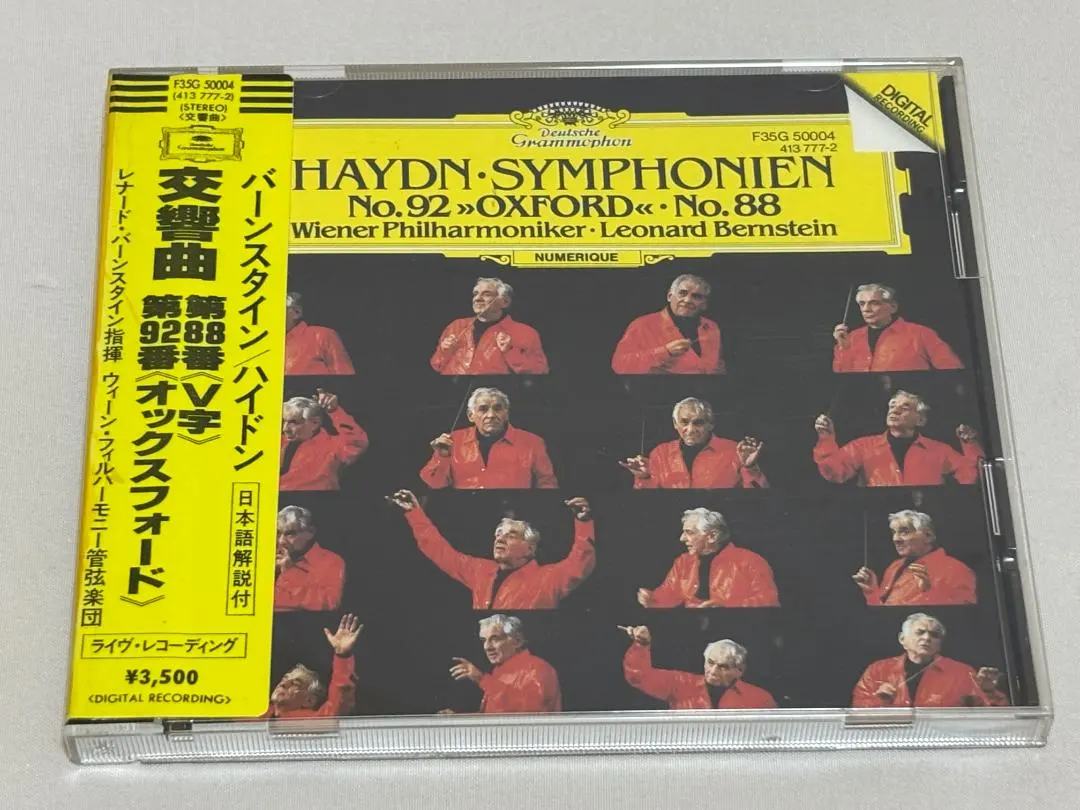 F35G 50004
(413 777-2)
(STEREO)
〈交響曲〉
Deutsche
Grammophon
バーンスタイン/ハイドン
交響曲
第88番《V字》
第92番《オックスフォード》
レナード・バーンスタイン指揮 ウィーン・フィルハーモニー管弦楽団
日本語解説付
ライヴ・レコーディング
¥3,500
<DIGITAL RECORDING>
Deutsche
Grammophon
F35G 50004
413 777-2
DIGITAL
RECORDING
HAYDN·SYMPHONIEN
No.92 »OXFORD«·No.88
Wiener Philharmoniker·Leonard Bernstein
NUMERIQUE